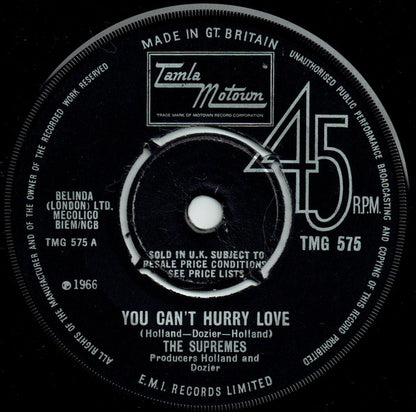 MADE IN GT. BRITAIN
Tamla
Motown
TRADE MARK OF MOTOWN RECORD CORPORATION
UNAUTHORISED PUBLIC PERFORMANCE BROADCASTING AND COPYING OF THIS RECORD PROHIBITED
ALL RIGHTS OF THE MANUFACTURER AND OF THE OWNER OF THE RECORDED WORK RESERVED
45
R.P.M.
BELINDA
(LONDON) LTD.
MECOLICO
BIEM/NCB
TMG 575 A
TMG 575
SOLD IN U.K. SUBJECT TO
RESALE PRICE CONDITIONS
SEE PRICE LISTS
℗1966
YOU CAN'T HURRY LOVE
(Holland—Dozier—Holland)
THE SUPREMES
Producers Holland and
Dozier
E.M.I. RECORDS LIMITED